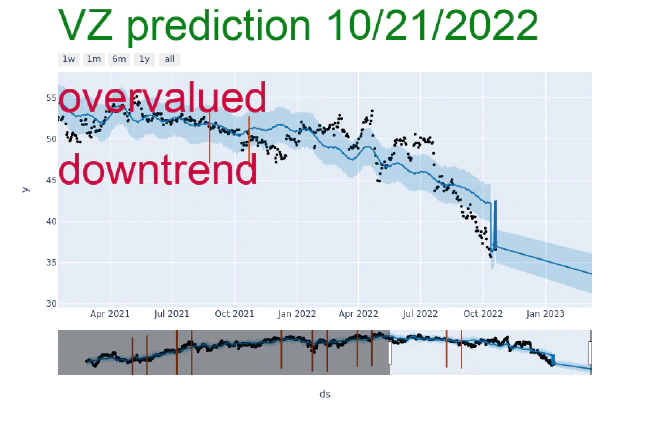 VZ prediction 10/21/2022
1w 1m 6m 1y all
overvalued
downtrend
55
50
45
40
35
30
y
Apr 2021 Jul 2021 Oct 2021 Jan 2022 Apr 2022 Jul 2022 Oct 2022 Jan 2023
ds